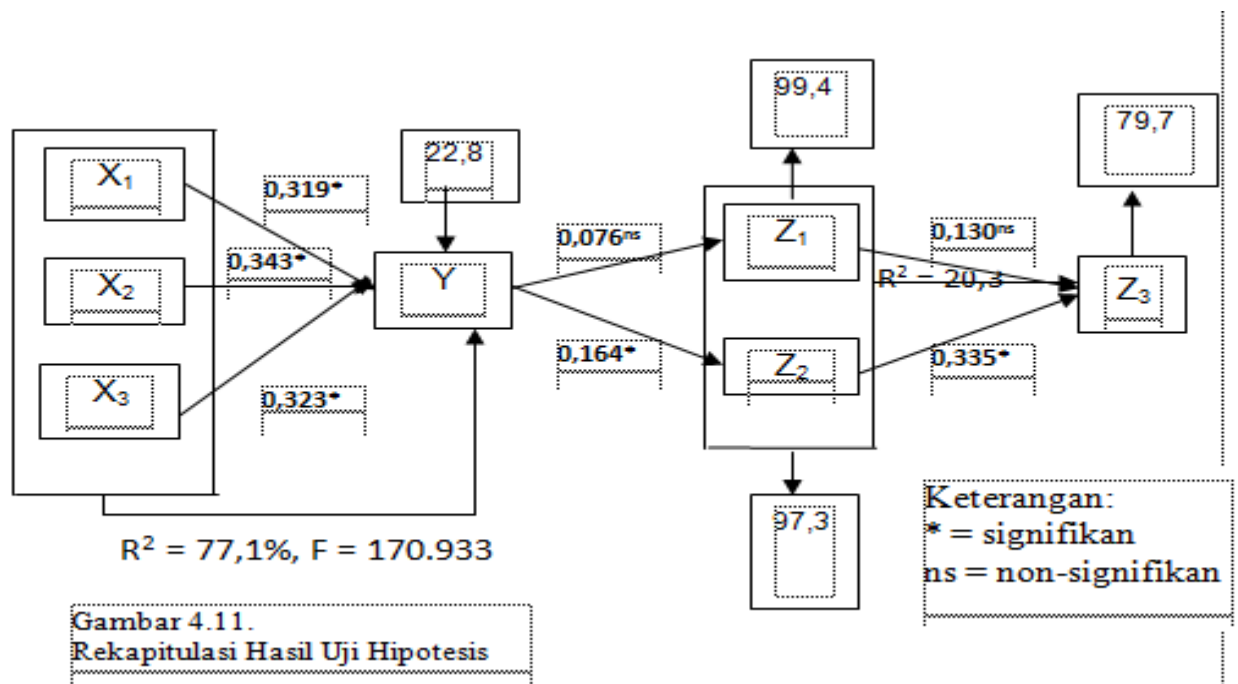 99,4
79,7
X₁
22,8
0,319*
Z₁
0,076ⁿˢ
0,130ⁿˢ
0,343*
X₂
Y
R² = 20,3
Z₃
0,164*
Z₂
0,335*
X₃
0,323*
97,3
Keterangan:
* = signifikan
ns = non-signifikan
R² = 77,1%, F = 170.933
Gambar 4.11.
Rekapitulasi Hasil Uji Hipotesis